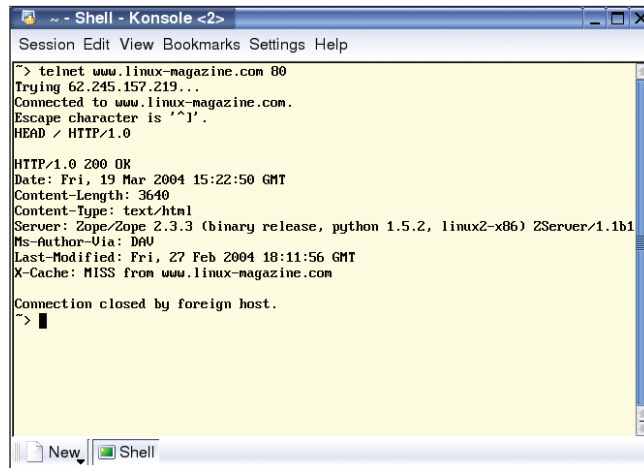 ~ - Shell - Konsole <2>
Session Edit View Bookmarks Settings Help
~> telnet www.linux-magazine.com 80
Trying 62.245.157.219...
Connected to www.linux-magazine.com.
Escape character is '^]'.
HEAD / HTTP/1.0
HTTP/1.0 200 OK
Date: Fri, 19 Mar 2004 15:22:50 GMT
Content-Length: 3640
Content-Type: text/html
Server: Zope/Zope 2.3.3 (binary release, python 1.5.2, linux2-x86) ZServer/1.1b1
Ms-Author-Via: DAV
Last-Modified: Fri, 27 Feb 2004 18:11:56 GMT
X-Cache: MISS from www.linux-magazine.com
Connection closed by foreign host.
~>
New Shell